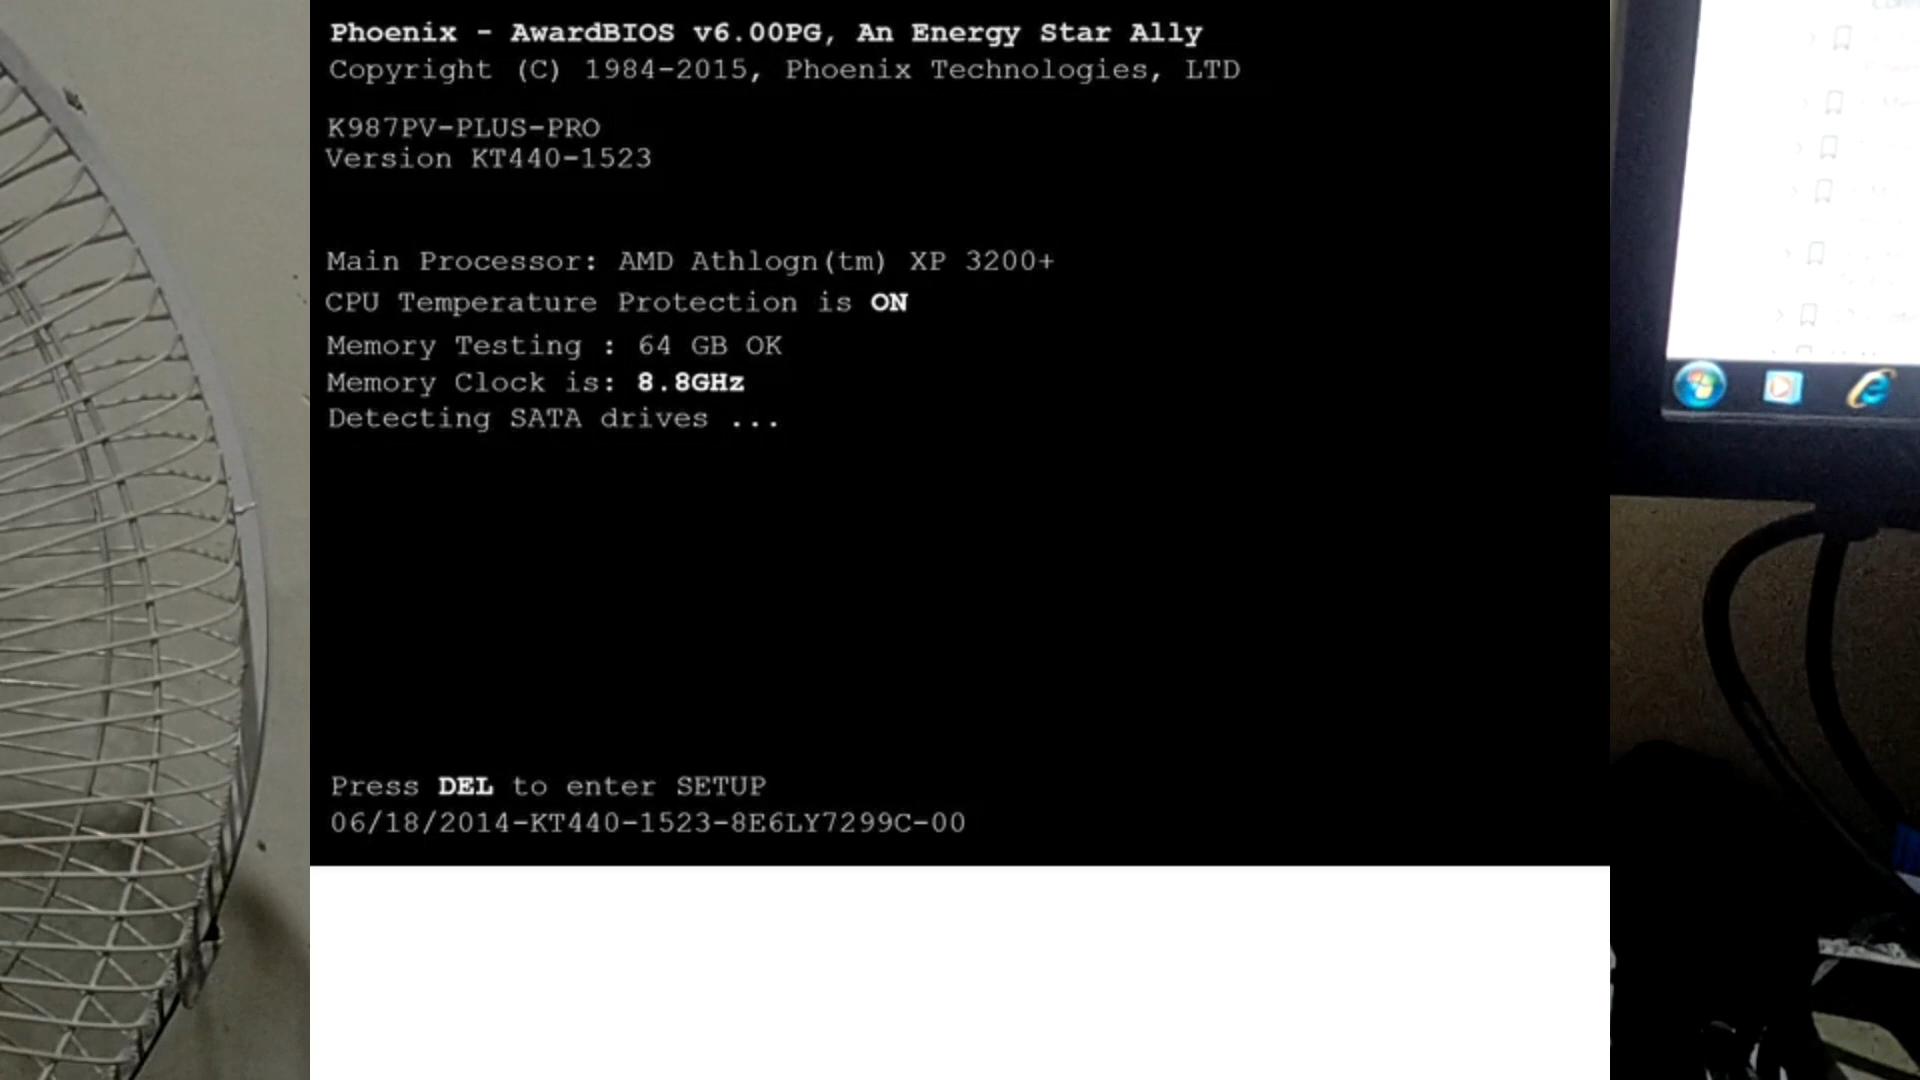 Phoenix - AwardBIOS v6.00PG, An Energy Star Ally
Copyright (C) 1984-2015, Phoenix Technologies, LTD
K987PV-PLUS-PRO
Version KT440-1523
Main Processor: AMD Athlogn(tm) XP 3200+
CPU Temperature Protection is ON
Memory Testing : 64 GB OK
Memory Clock is: 8.8GHz
Detecting SATA drives ...
Press DEL to enter SETUP
06/18/2014-KT440-1523-8E6LY7299C-00